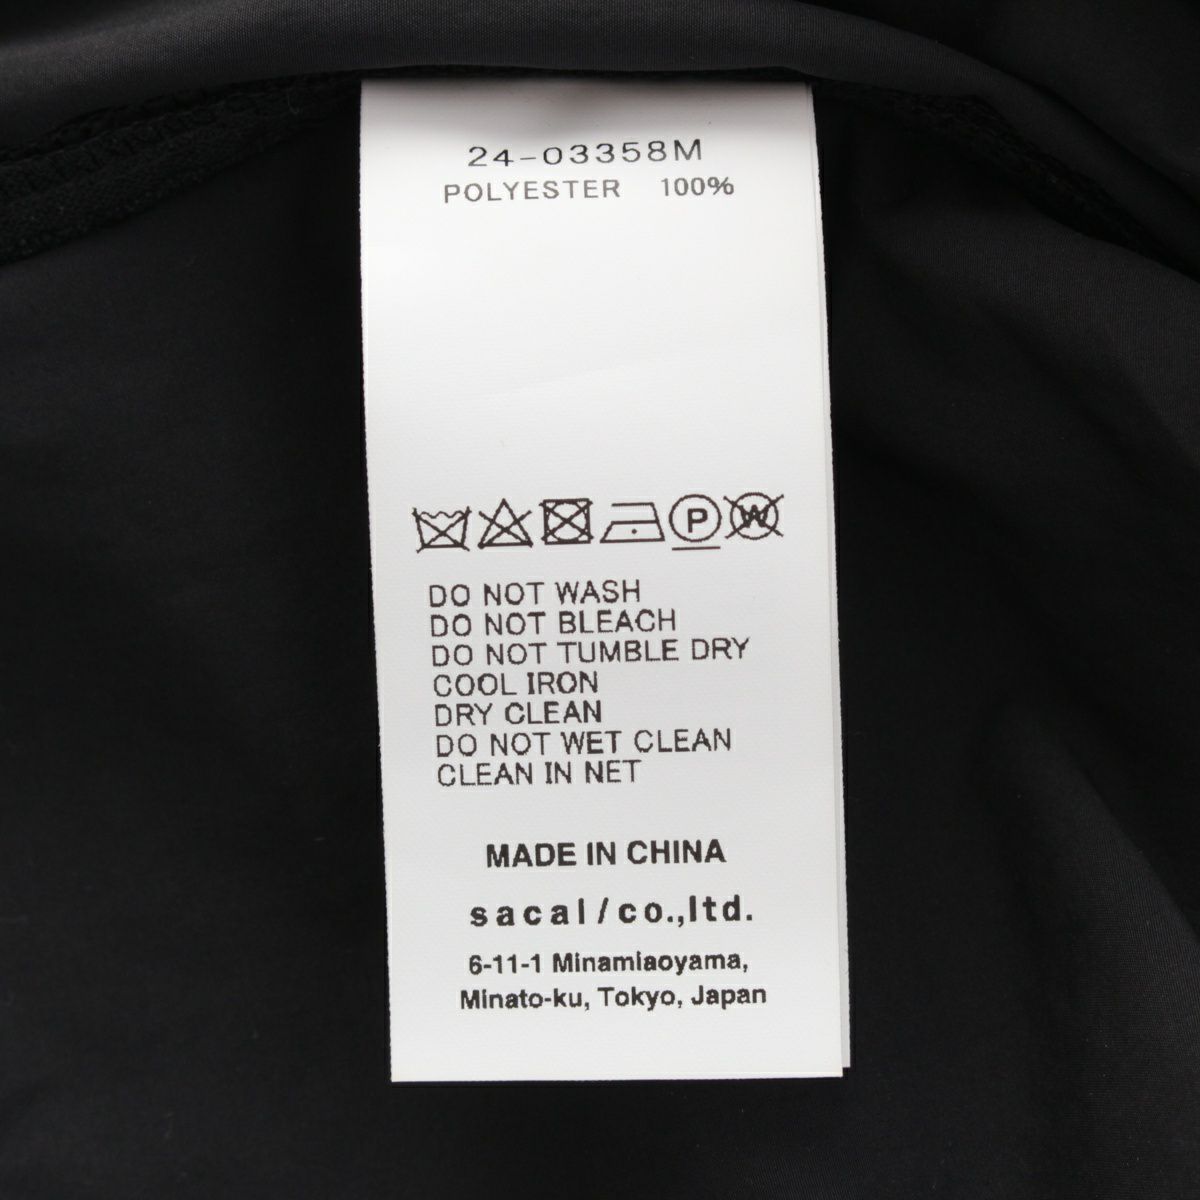 24-03358M
POLYESTER 100%
P W
DO NOT WASH
DO NOT BLEACH
DO NOT TUMBLE DRY
COOL IRON
DRY CLEAN
DO NOT WET CLEAN
CLEAN IN NET
MADE IN CHINA
sacai/co.,ltd.
6-11-1 Minamiaoyama,
Minato-ku, Tokyo, Japan